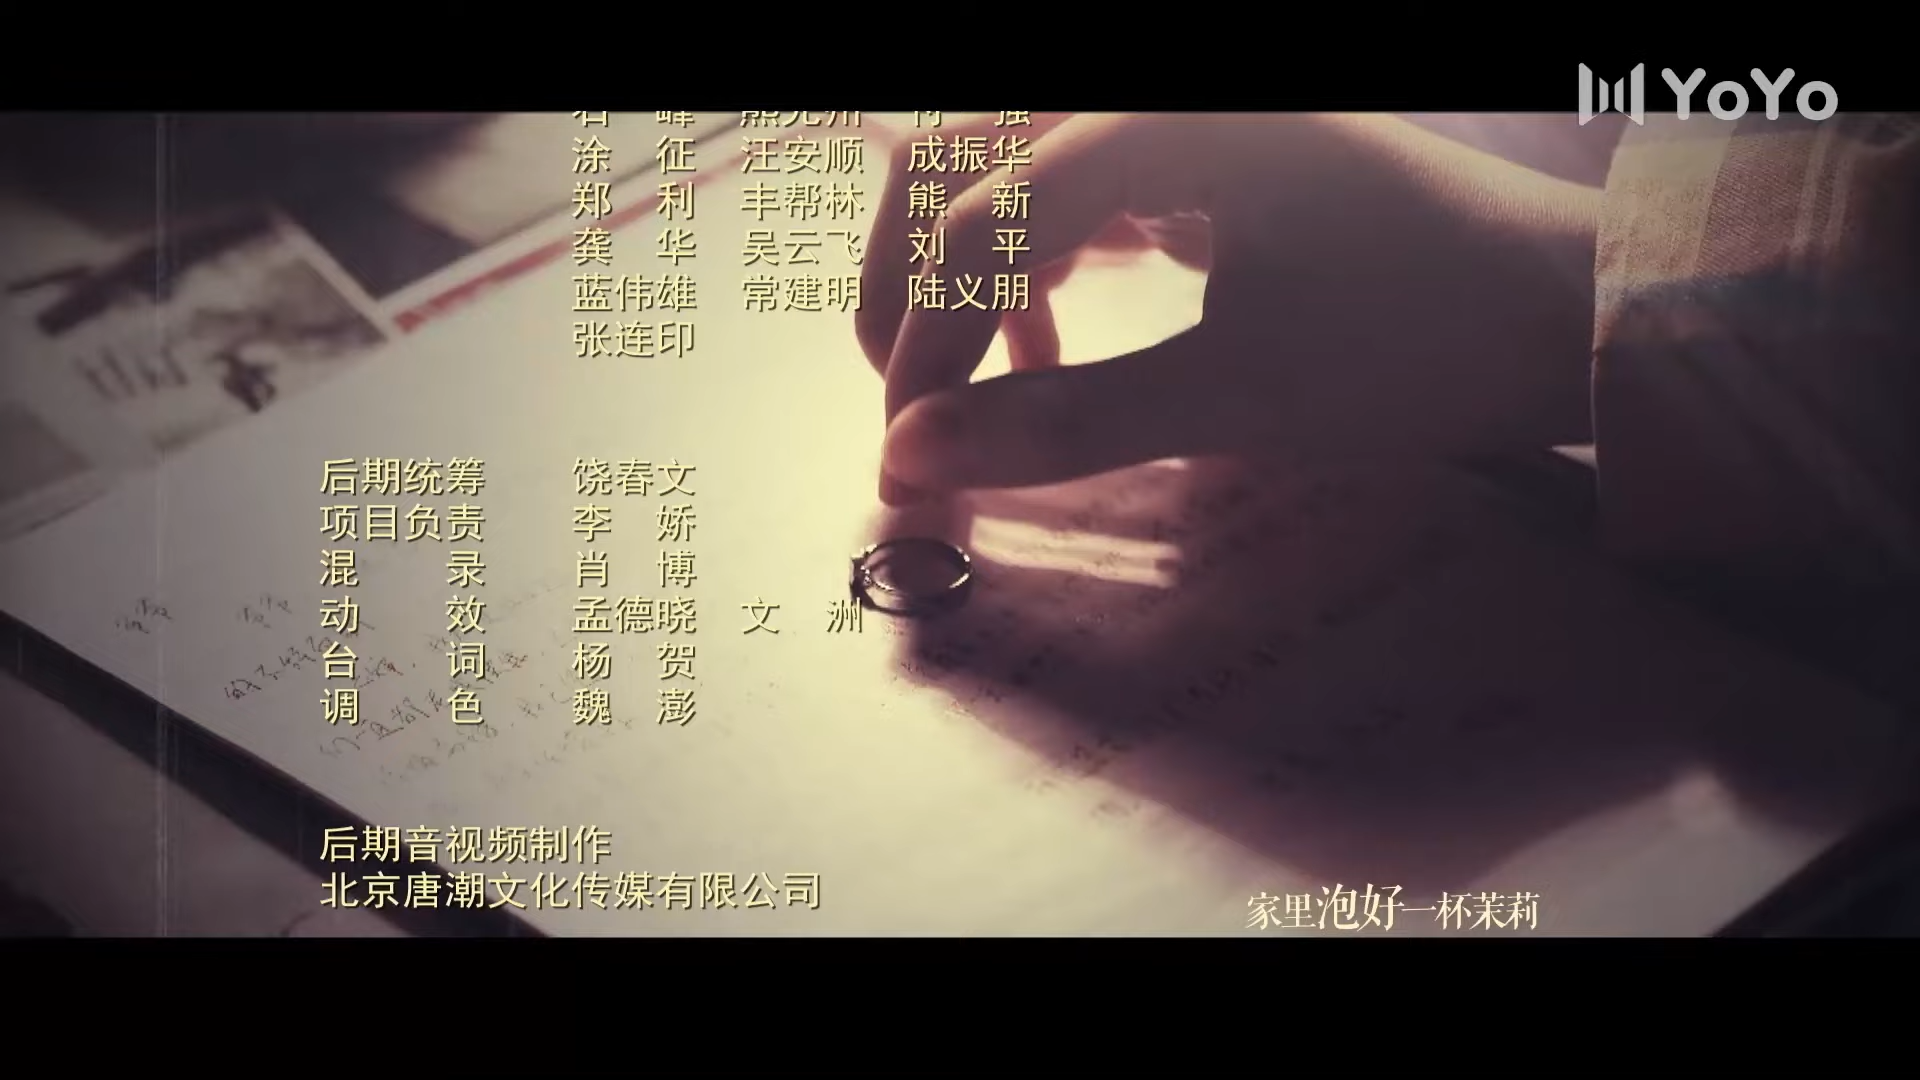 YoYo
涂 征 汪安顺 成振华
郑 利 丰帮林 熊 新
龚 华 吴云飞 刘 平
蓝伟雄 常建明 陆义朋
张连印
后期统筹 饶春文
项目负责 李 娇
混 录 肖 博
动 效 孟德晓 文 洲
台 词 杨 贺
调 色 魏 澎
后期音视频制作
北京唐潮文化传媒有限公司
家里泡好一杯茉莉